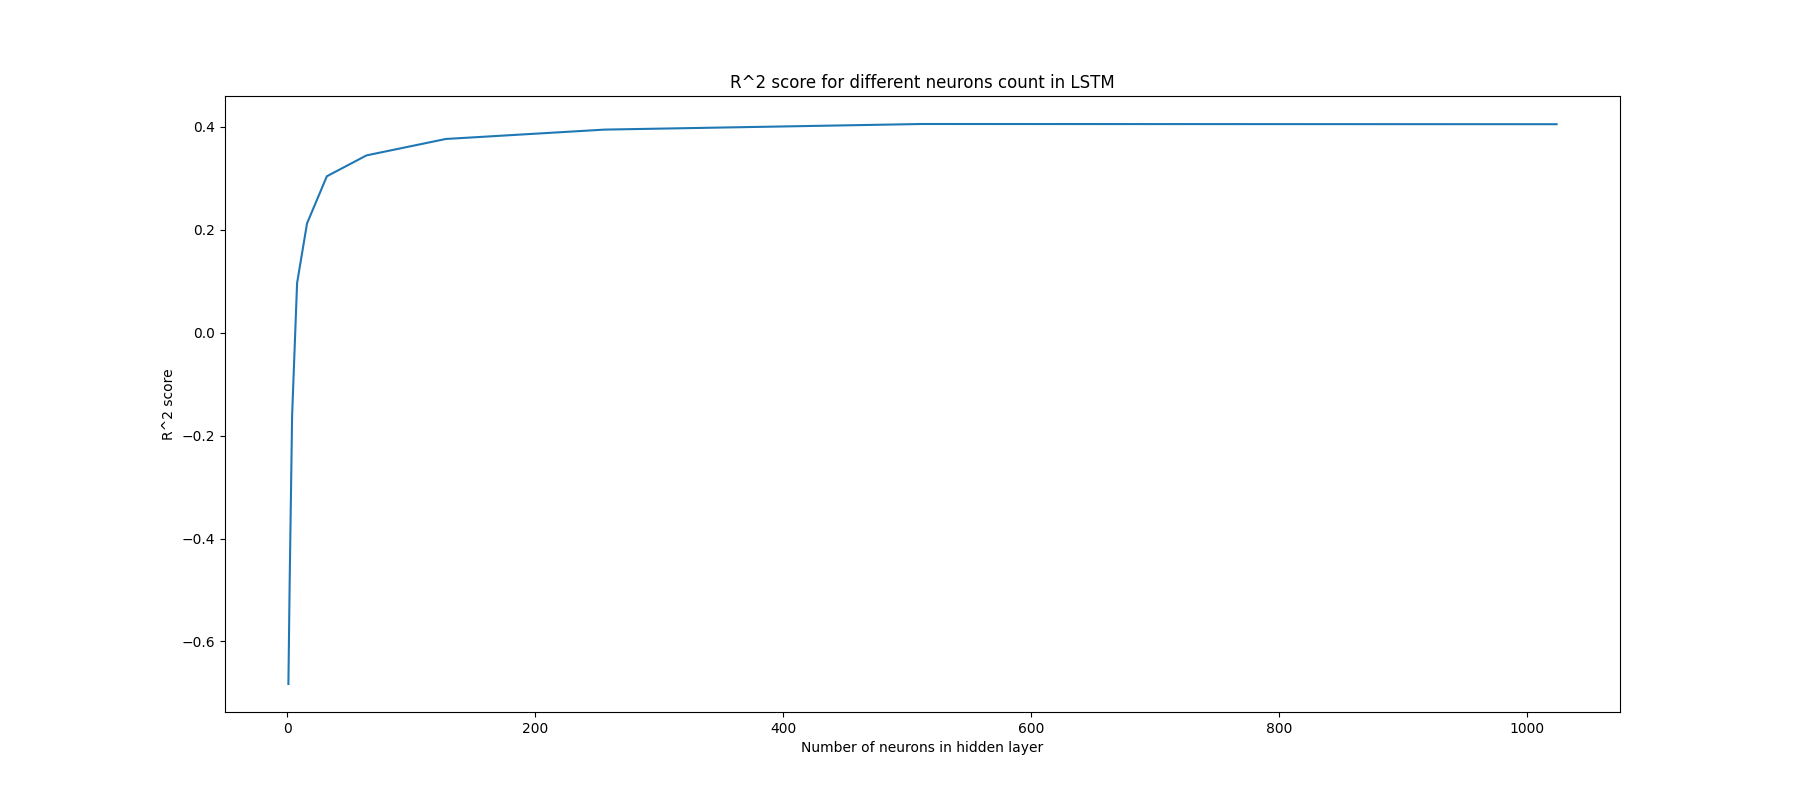 R^2 score for different neurons count in LSTM
0.4
0.2
0.0
−0.2
−0.4
−0.6
R^2 score
0 200 400 600 800 1000
Number of neurons in hidden layer